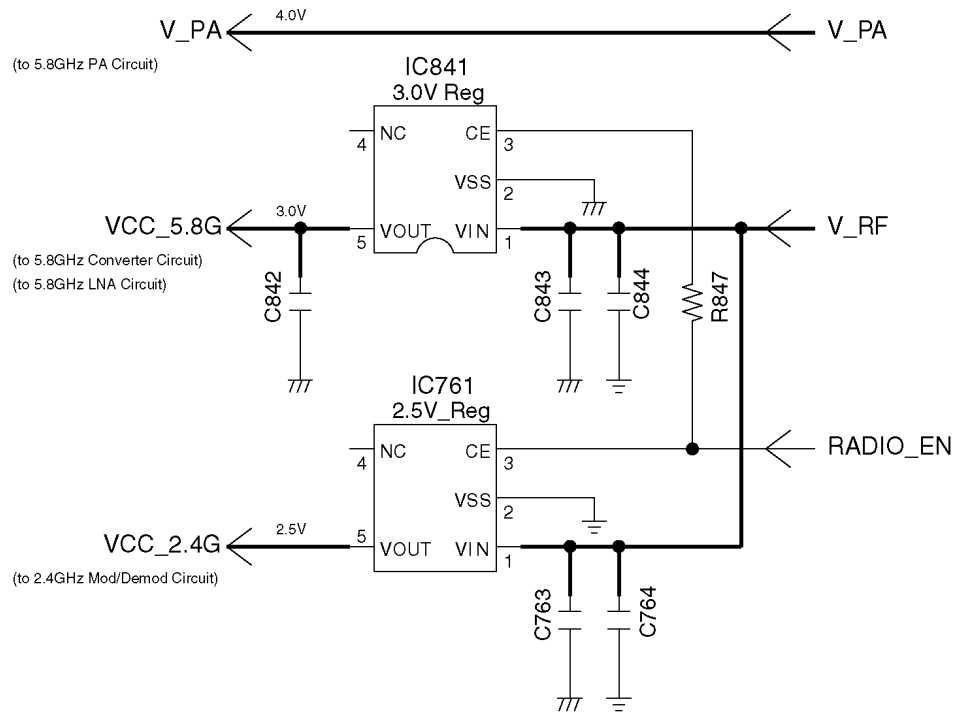 V_PA
4.0V
V_PA
(to 5.8GHz PA Circuit)
IC841
3.0V Reg
NC
CE
4
3
VSS
2
VCC_5.8G
3.0V
VOUT
VIN
5
1
V_RF
(to 5.8GHz Converter Circuit)
(to 5.8GHz LNA Circuit)
C842
C843
C844
R847
IC761
2.5V_Reg
NC
CE
4
3
RADIO_EN
VSS
2
VCC_2.4G
2.5V
5
VOUT
VIN
1
(to 2.4GHz Mod/Demod Circuit)
C763
C764